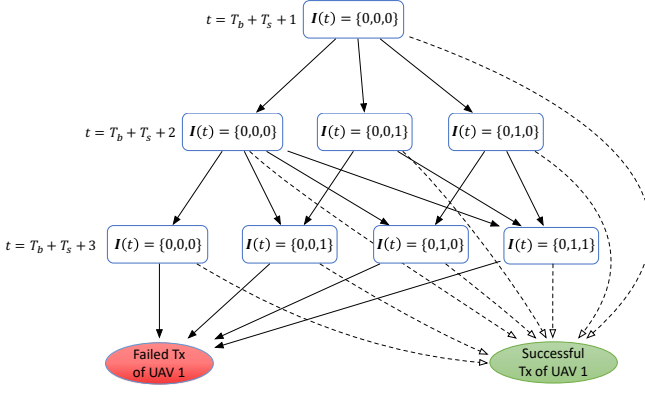 t = T_b + T_s + 1 I(t) = {0,0,0}
t = T_b + T_s + 2 I(t) = {0,0,0} I(t) = {0,0,1} I(t) = {0,1,0}
t = T_b + T_s + 3 I(t) = {0,0,0} I(t) = {0,0,1} I(t) = {0,1,0} I(t) = {0,1,1}
Failed Tx
of UAV 1
Successful
Tx of UAV 1